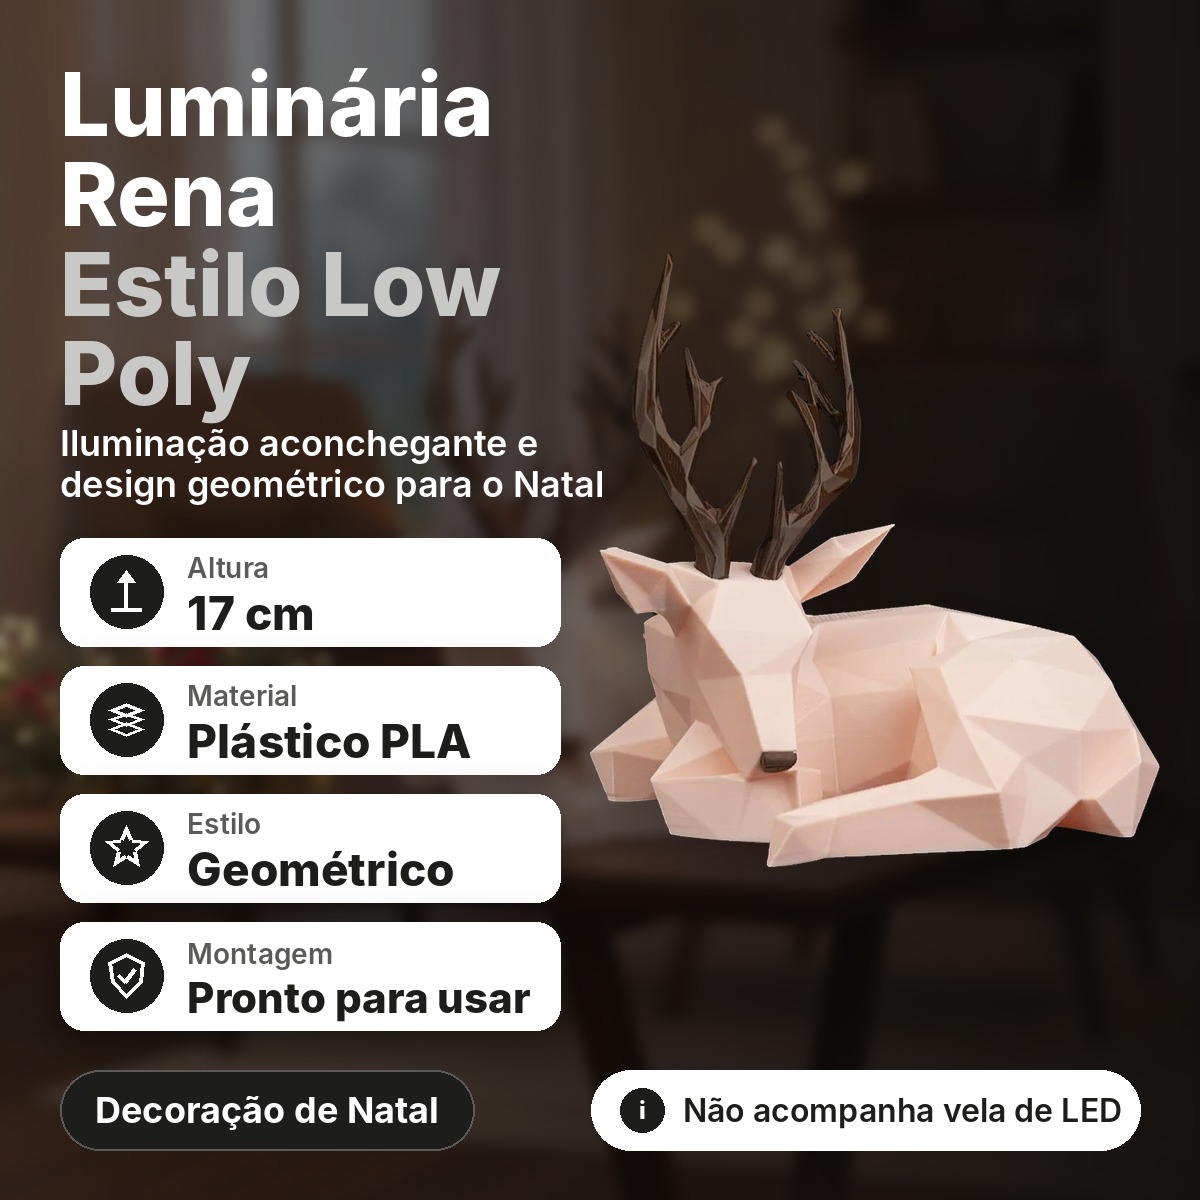 Luminária
Rena
Estilo Low
Poly
Iluminação aconchegante e
design geométrico para o Natal
Altura
17 cm
Material
Plástico PLA
Estilo
Geométrico
Montagem
Pronto para usar
Decoração de Natal
i Não acompanha vela de LED